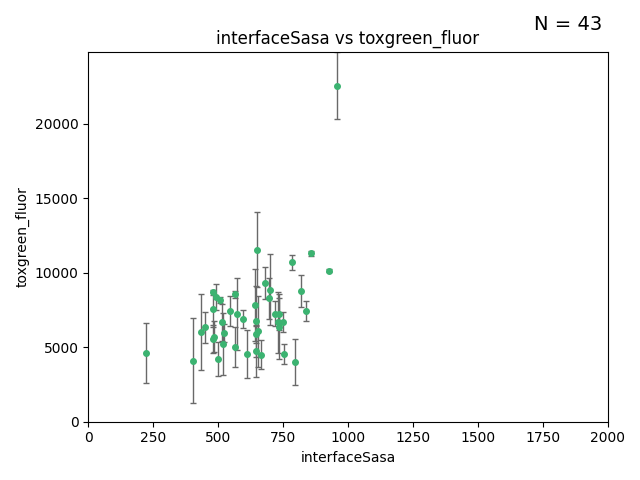 N = 43
interfaceSasa vs toxgreen_fluor
toxgreen_fluor
20000
15000
10000
5000
0
0 250 500 750 1000 1250 1500 1750 2000
interfaceSasa